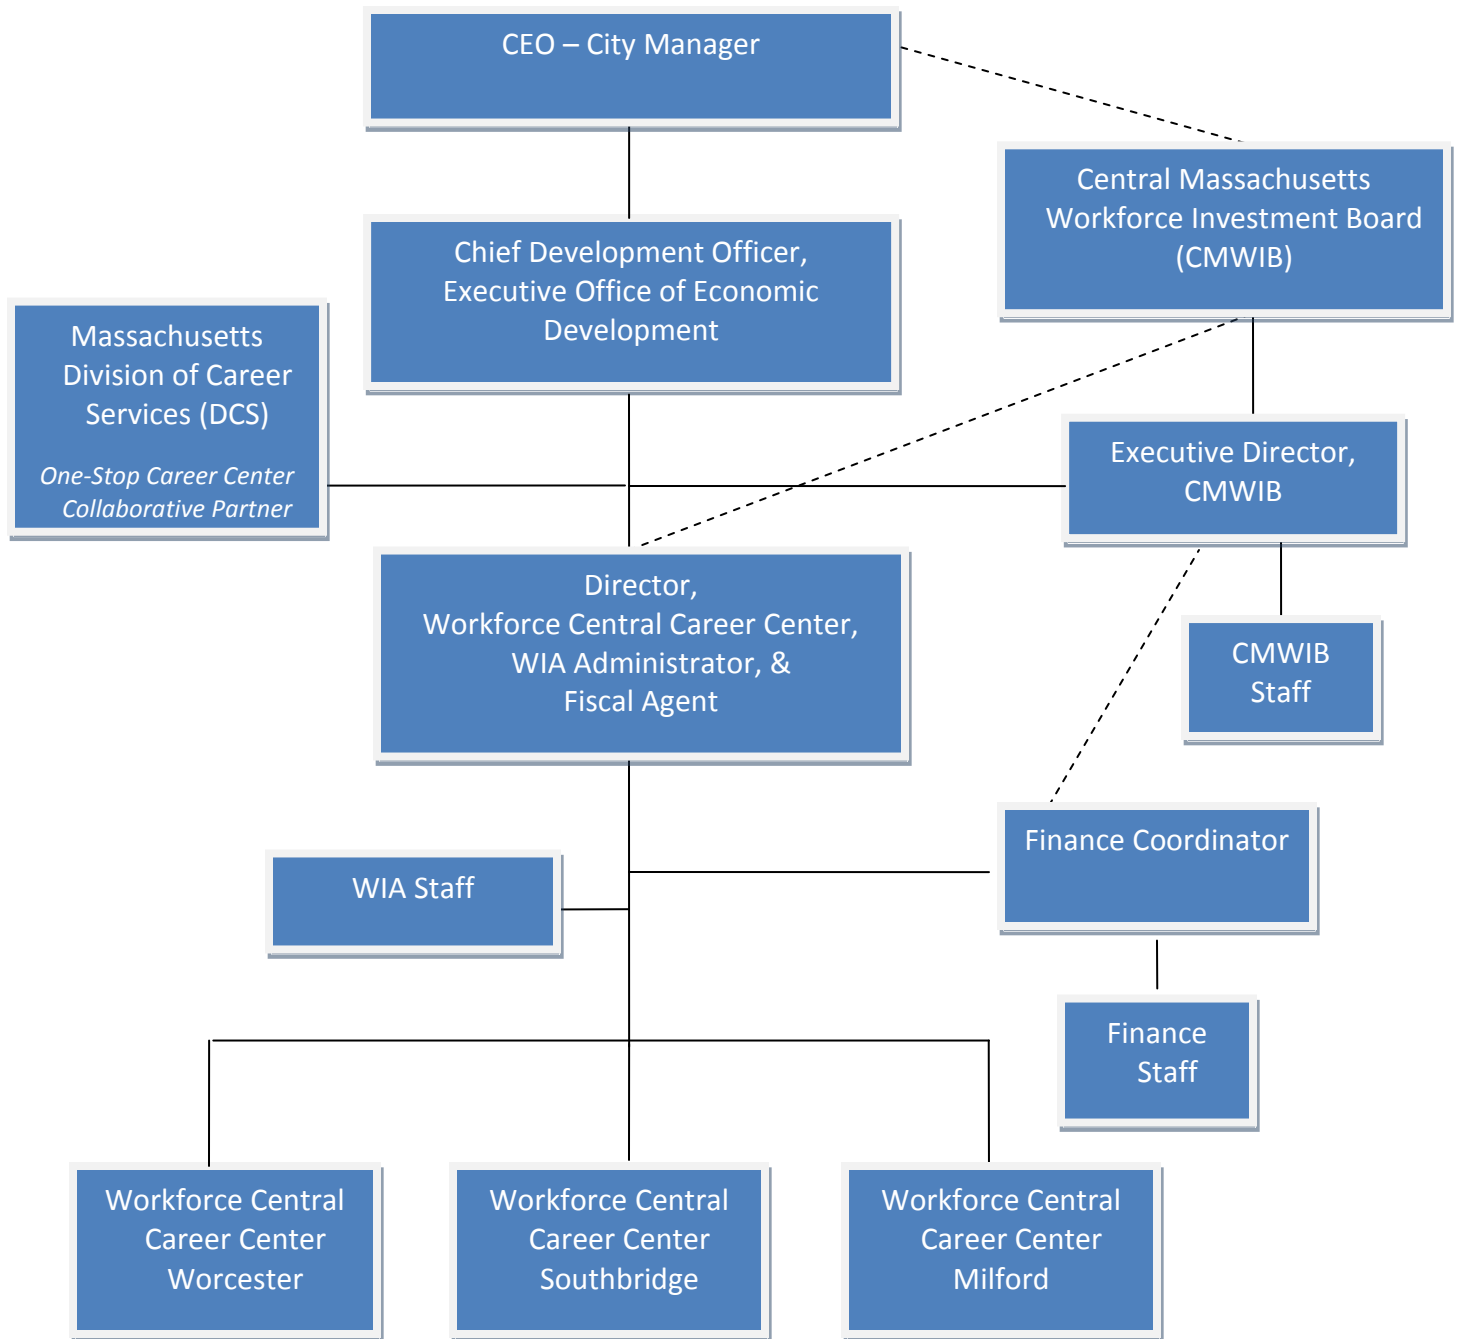 CEO – City Manager
Central Massachusetts
Workforce Investment Board
(CMWIB)
Chief Development Officer,
Executive Office of Economic
Development
Massachusetts
Division of Career
Services (DCS)
One-Stop Career Center
Collaborative Partner
Executive Director,
CMWIB
Director,
Workforce Central Career Center,
WIA Administrator, &
Fiscal Agent
CMWIB
Staff
Finance Coordinator
WIA Staff
Finance
Staff
Workforce Central
Career Center
Worcester
Workforce Central
Career Center
Southbridge
Workforce Central
Career Center
Milford